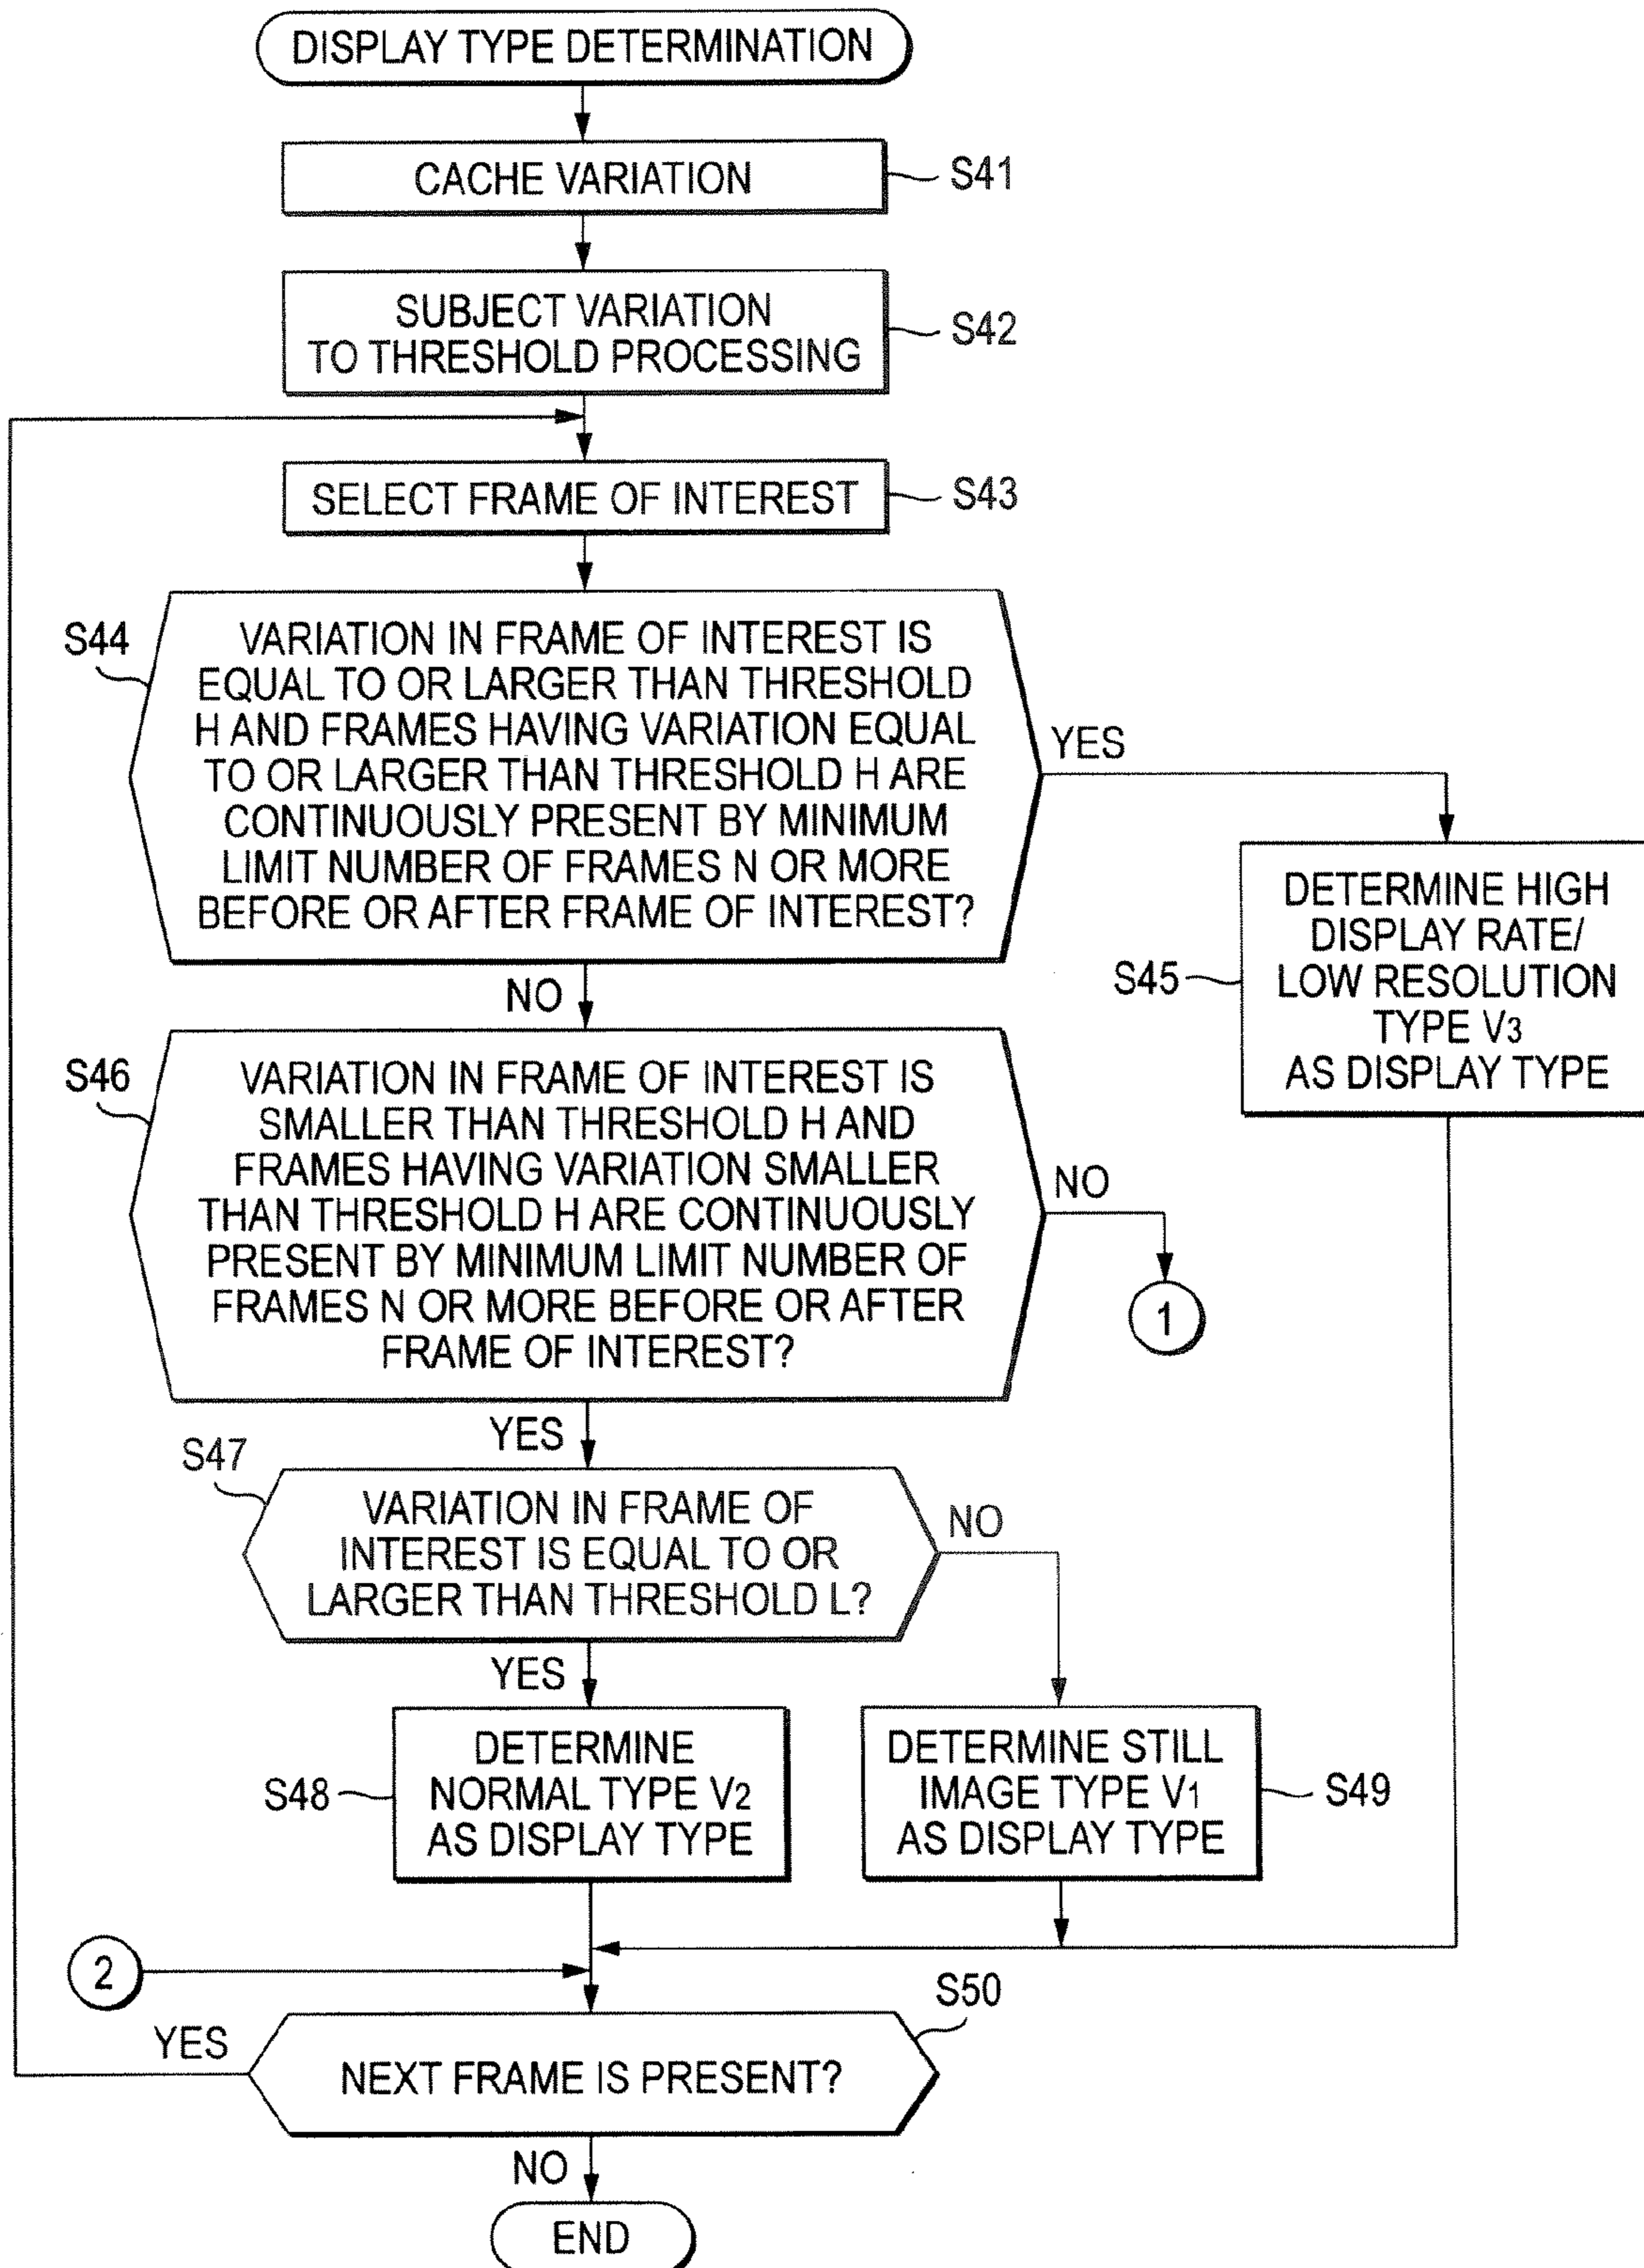 DISPLAY TYPE DETERMINATION
CACHE VARIATION
S41
SUBJECT VARIATION
TO THRESHOLD PROCESSING
S42
SELECT FRAME OF INTEREST
S43
S44
VARIATION IN FRAME OF INTEREST IS
EQUAL TO OR LARGER THAN THRESHOLD
H AND FRAMES HAVING VARIATION EQUAL
TO OR LARGER THAN THRESHOLD H ARE
CONTINUOUSLY PRESENT BY MINIMUM
LIMIT NUMBER OF FRAMES N OR MORE
BEFORE OR AFTER FRAME OF INTEREST?
YES
NO
S45
DETERMINE HIGH
DISPLAY RATE/
LOW RESOLUTION
TYPE V3
AS DISPLAY TYPE
S46
VARIATION IN FRAME OF INTEREST IS
SMALLER THAN THRESHOLD H AND
FRAMES HAVING VARIATION SMALLER
THAN THRESHOLD H ARE CONTINUOUSLY
PRESENT BY MINIMUM LIMIT NUMBER OF
FRAMES N OR MORE BEFORE OR AFTER
FRAME OF INTEREST?
NO
1
YES
S47
VARIATION IN FRAME OF
INTEREST IS EQUAL TO OR
LARGER THAN THRESHOLD L?
NO
YES
S48
DETERMINE
NORMAL TYPE V2
AS DISPLAY TYPE
DETERMINE STILL
IMAGE TYPE V1
AS DISPLAY TYPE
S49
2
S50
YES
NEXT FRAME IS PRESENT?
NO
END